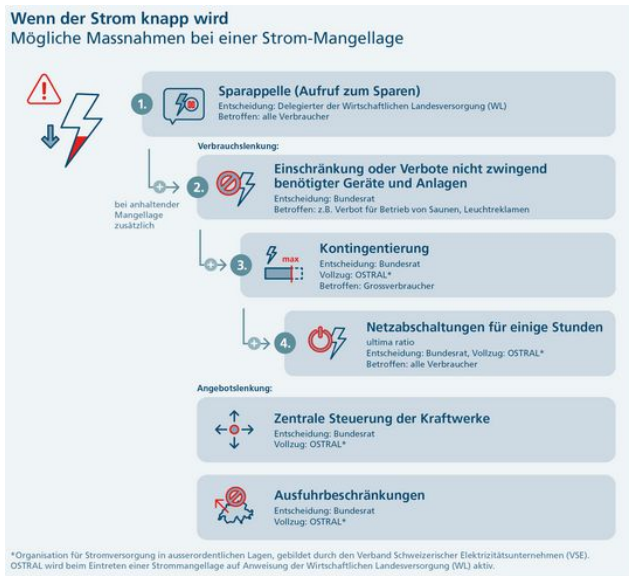 Wenn der Strom knapp wird
Mögliche Massnahmen bei einer Strom-Mangellage
1.
Sparappelle (Aufruf zum Sparen)
Entscheidung: Delegierter der Wirtschaftlichen Landesversorgung (WL)
Betroffen: alle Verbraucher
Verbrauchslenkung:
bei anhaltender
Mangellage
zusätzlich
2.
Einschränkung oder Verbote nicht zwingend
benötigter Geräte und Anlagen
Entscheidung: Bundesrat
Betroffen: z.B. Verbot für Betrieb von Saunen, Leuchtreklamen
3.
max
Kontingentierung
Entscheidung: Bundesrat
Vollzug: OSTRAL*
Betroffen: Grossverbraucher
4.
Netzabschaltungen für einige Stunden
ultima ratio
Entscheidung: Bundesrat, Vollzug: OSTRAL*
Betroffen: alle Verbraucher
Angebotslenkung:
Zentrale Steuerung der Kraftwerke
Entscheidung: Bundesrat
Vollzug: OSTRAL*
Ausfuhrbeschränkungen
Entscheidung: Bundesrat
Vollzug: OSTRAL*
*Organisation für Stromversorgung in ausserordentlichen Lagen, gebildet durch den Verband Schweizerischer Elektrizitätsunternehmen (VSE).
OSTRAL wird beim Eintreten einer Strommangellage auf Anweisung der Wirtschaftlichen Landesversorgung (WL) aktiv.